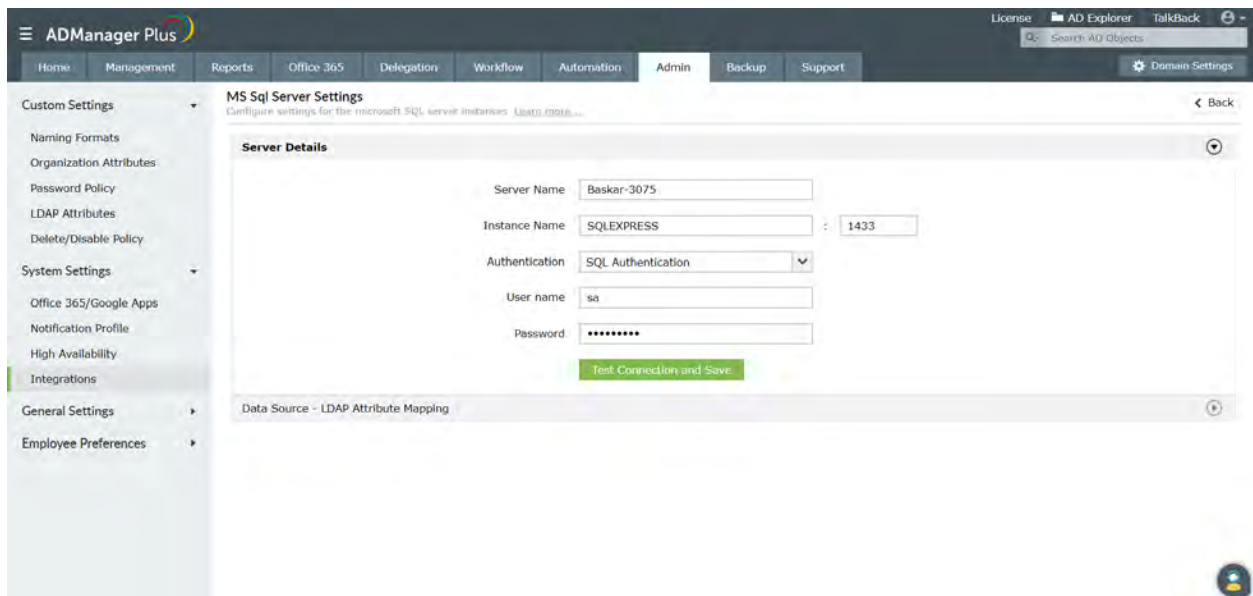 License AD Explorer TalkBack
ADManager Plus
Search AD Objects
Home Management Reports Office 365 Delegation Workflow Automation Admin Backup Support Domain Settings
Custom Settings
Naming Formats
Organization Attributes
Password Policy
LDAP Attributes
Delete/Disable Policy
System Settings
Office 365/Google Apps
Notification Profile
High Availability
Integrations
General Settings
Employee Preferences
MS Sql Server Settings
Configure settings for the microsoft SQL server instances. Learn more...
< Back
Server Details
Server Name Baskar-3075
Instance Name SQLEXPRESS : 1433
Authentication SQL Authentication
User name sa
Password •••••••••
Test Connection and Save
Data Source - LDAP Attribute Mapping